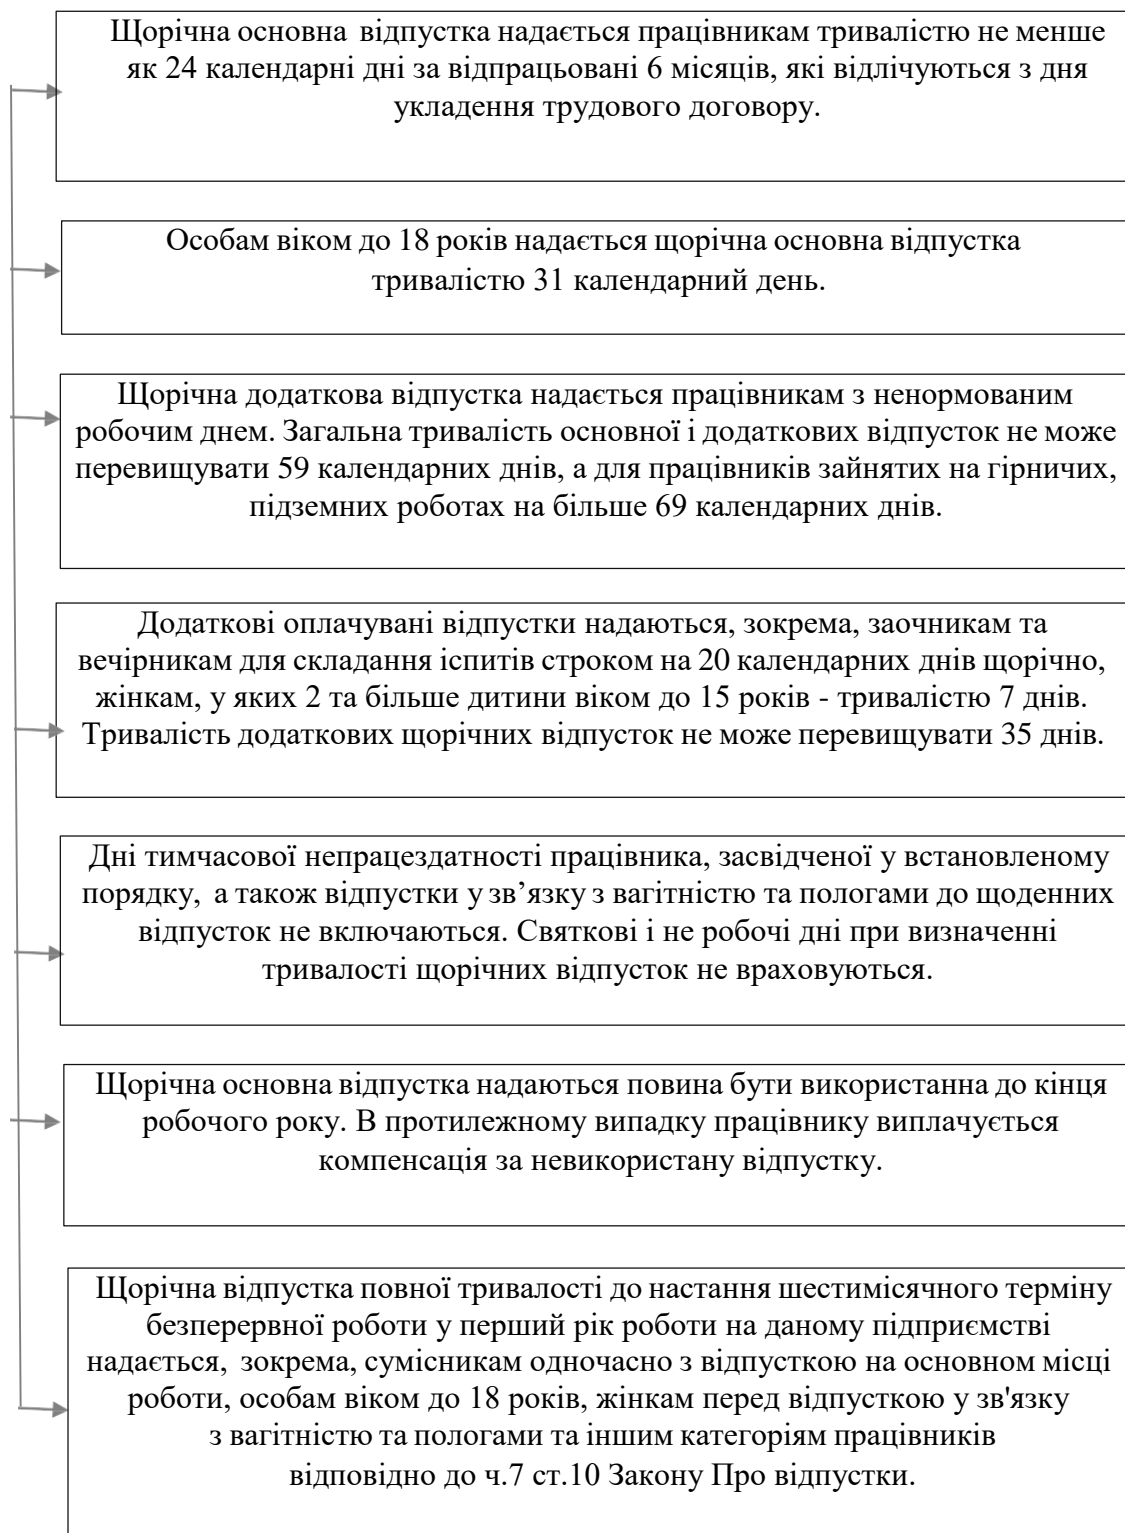 Щорічна основна відпустка надається працівникам тривалістю не менше
як 24 календарні дні за відпрацьовані 6 місяців, які відлічуються з дня
укладення трудового договору.
Особам віком до 18 років надається щорічна основна відпустка
тривалістю 31 календарний день.
Щорічна додаткова відпустка надається працівникам з ненормованим
робочим днем. Загальна тривалість основної і додаткових відпусток не може
перевищувати 59 календарних днів, а для працівників зайнятих на гірничих,
підземних роботах на більше 69 календарних днів.
Додаткові оплачувані відпустки надаються, зокрема, заочникам та
вечірникам для складання іспитів строком на 20 календарних днів щорічно,
жінкам, у яких 2 та більше дитини віком до 15 років - тривалістю 7 днів.
Тривалість додаткових щорічних відпусток не може перевищувати 35 днів.
Дні тимчасової непрацездатності працівника, засвідченої у встановленому
порядку, а також відпустки у зв’язку з вагітністю та пологами до щоденних
відпусток не включаються. Святкові і не робочі дні при визначенні
тривалості щорічних відпусток не враховуються.
Щорічна основна відпустка надаються повина бути використанна до кінця
робочого року. В протилежному випадку працівнику виплачується
компенсація за невикористану відпустку.
Щорічна відпустка повної тривалості до настання шестимісячного терміну
безперервної роботи у перший рік роботи на даному підприємстві
надається, зокрема, сумісникам одночасно з відпусткою на основном місці
роботи, особам віком до 18 років, жінкам перед відпусткою у зв'язку
з вагітністю та пологами та іншим категоріям працівників
відповідно до ч.7 ст.10 Закону Про відпустки.